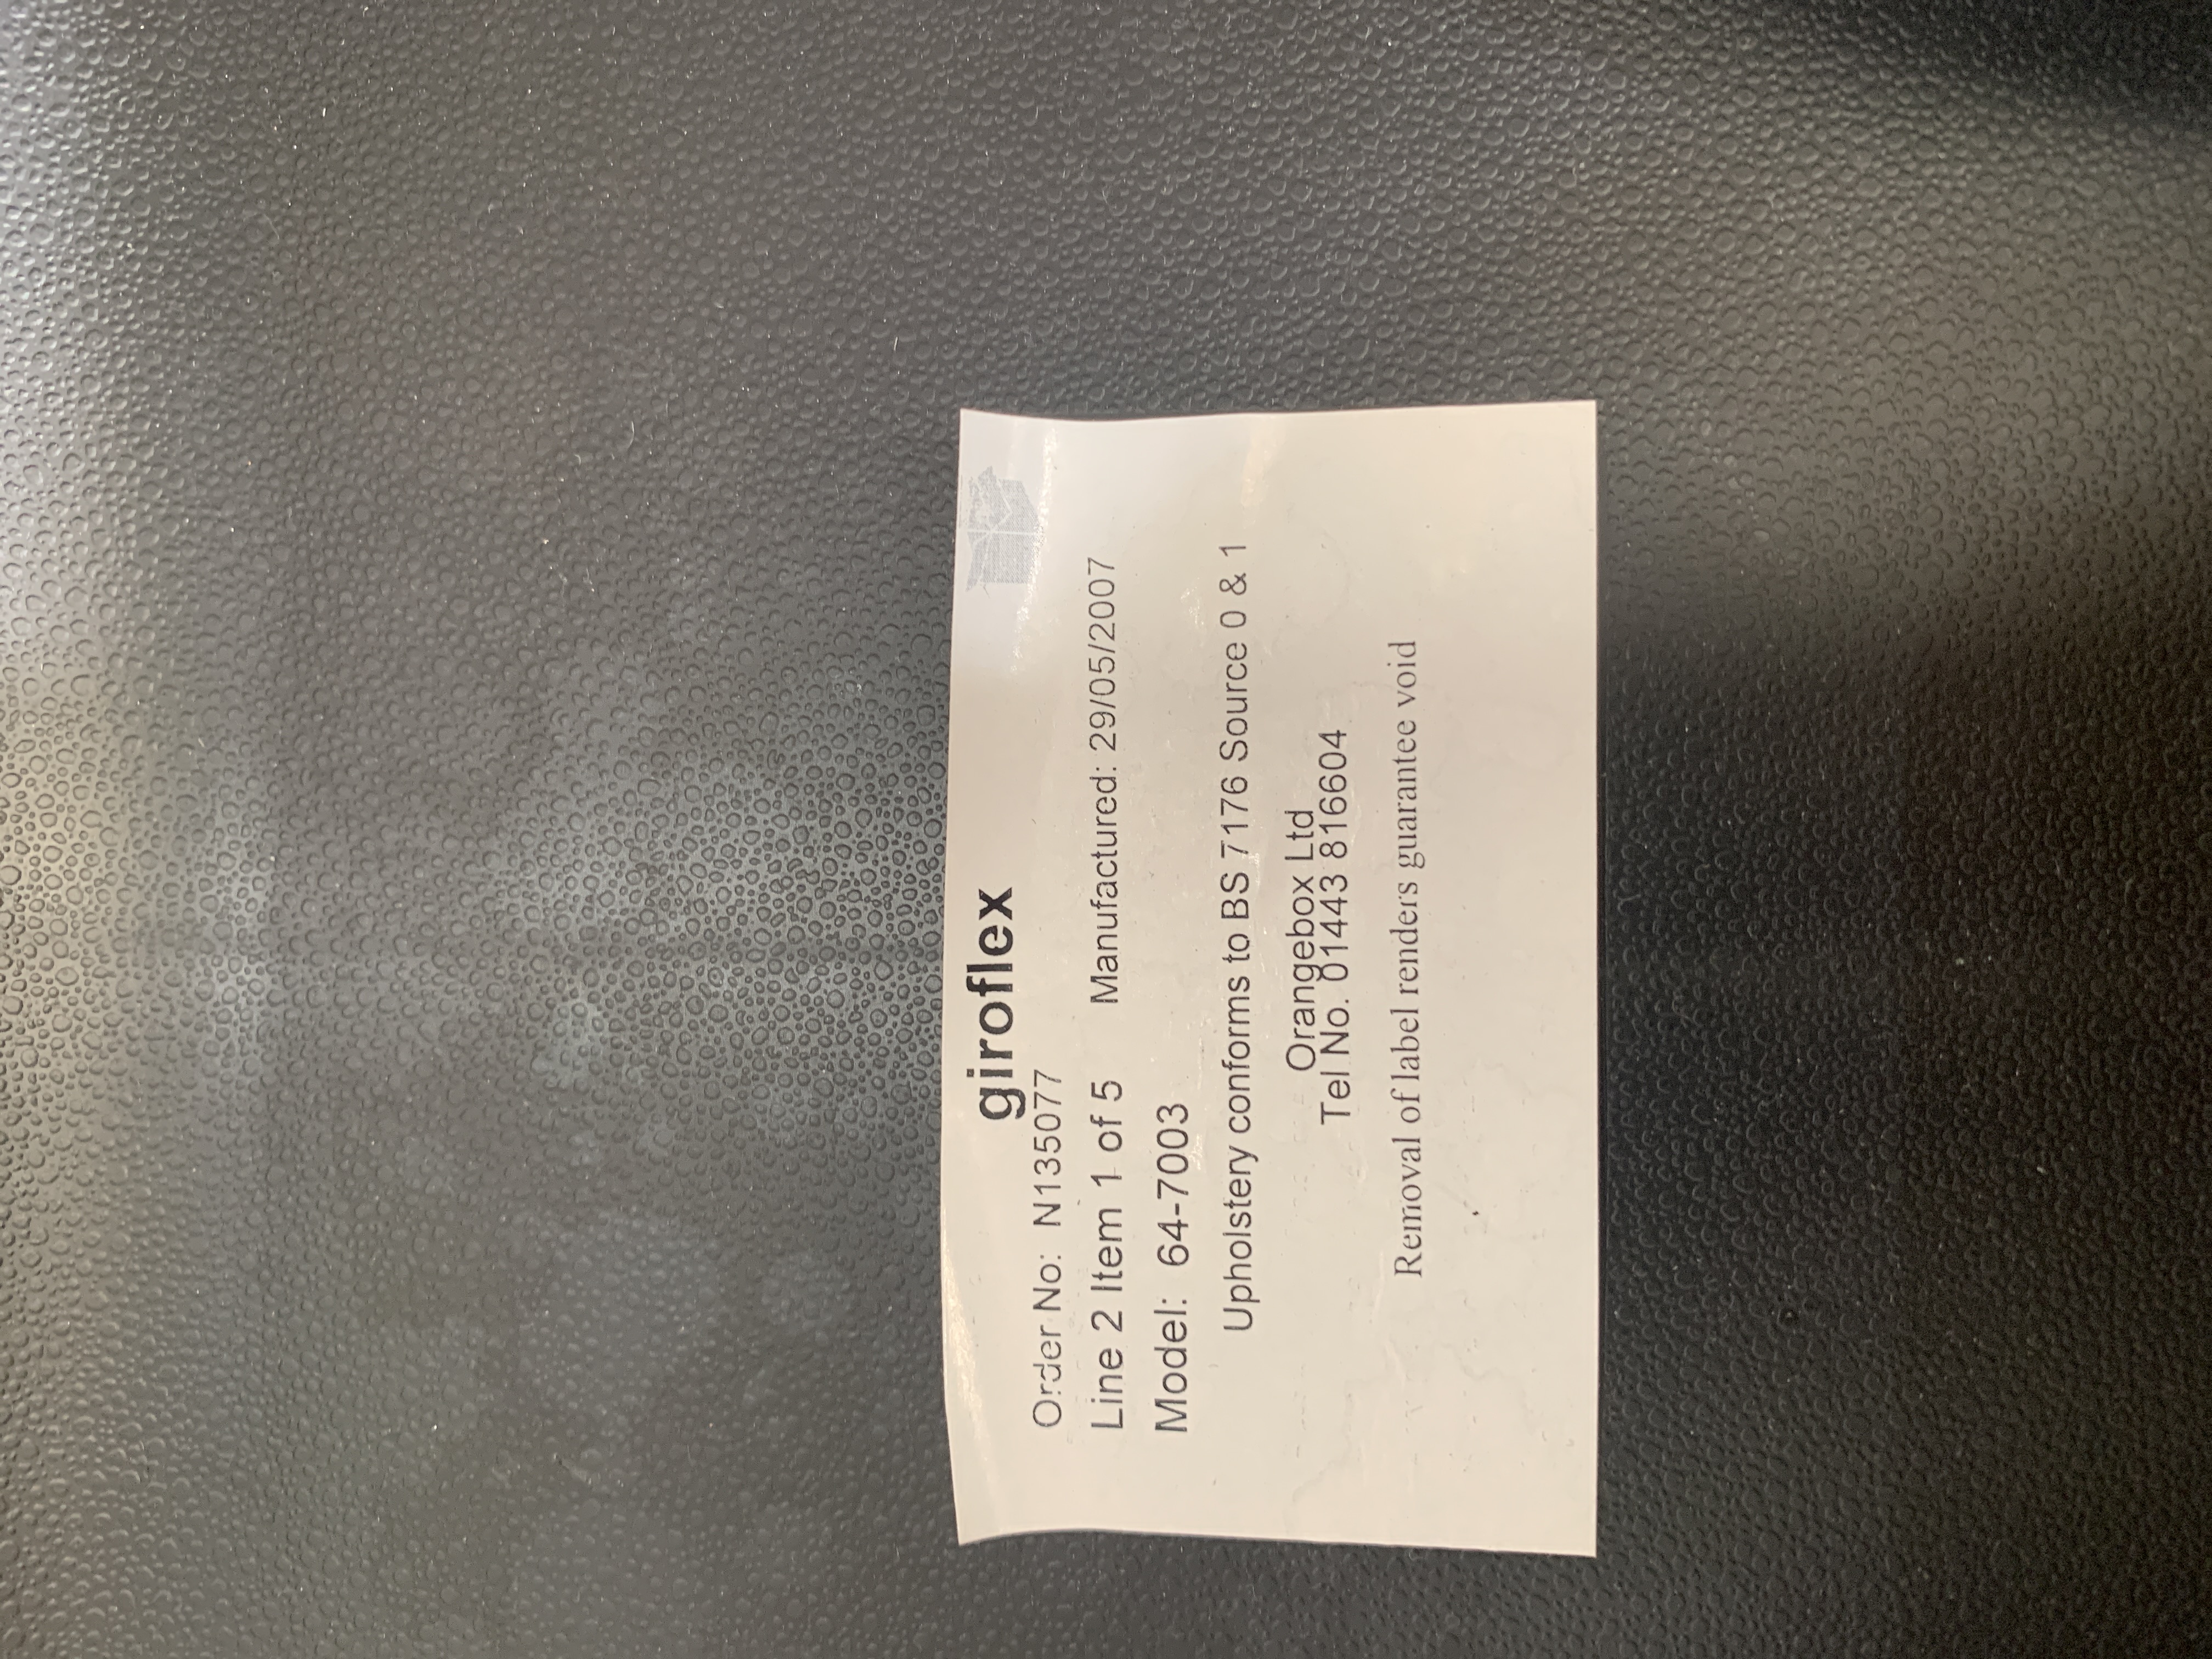 giroflex
Order No: N135077
Line 2 Item 1 of 5 Manufactured: 29/05/2007
Model: 64-7003
Upholstery conforms to BS 7176 Source 0 & 1
Orangebox Ltd
Tel No. 01443 816604
Removal of label renders guarantee void